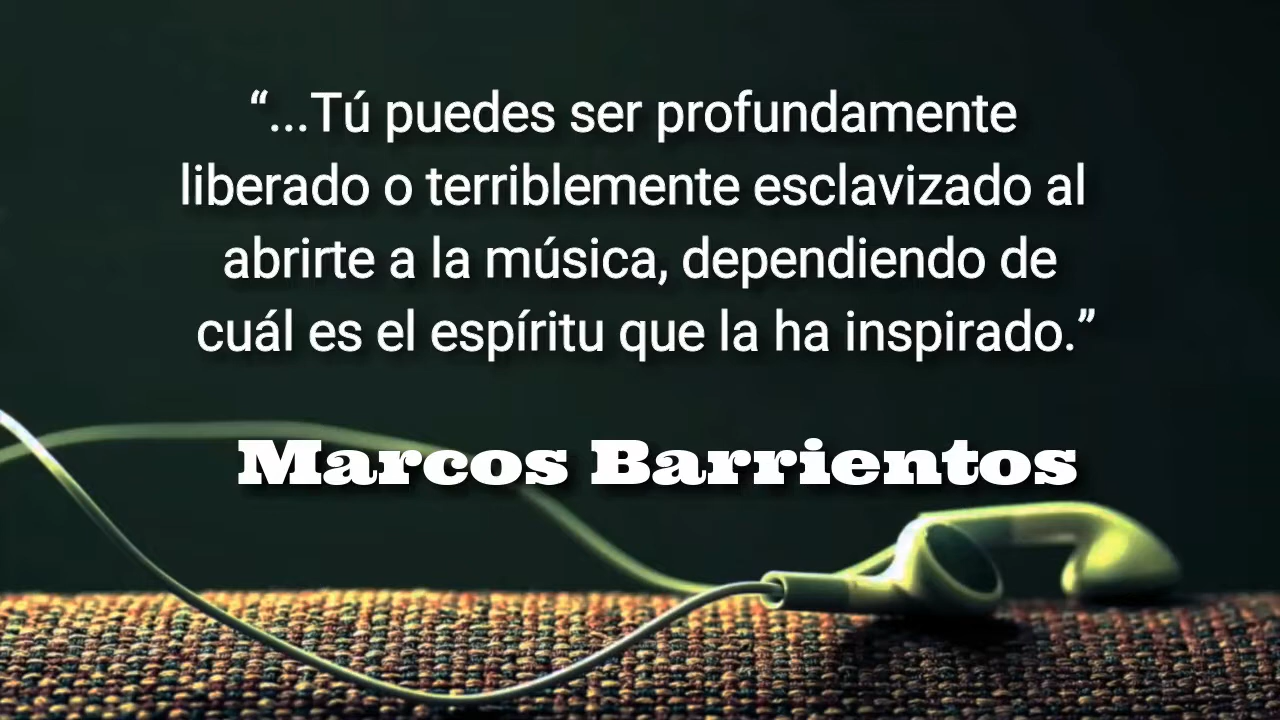 “...Tú puedes ser profundamente
liberado o terriblemente esclavizado al
abrirte a la música, dependiendo de
cuál es el espíritu que la ha inspirado.”
Marcos Barrientos